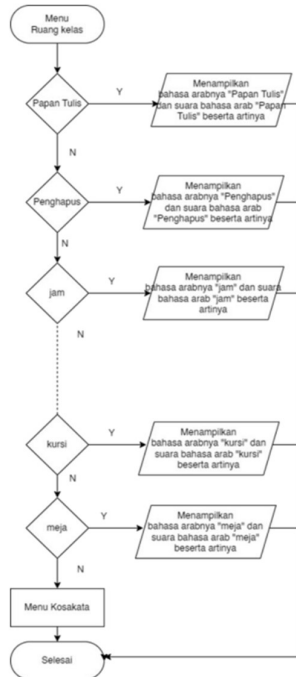 Menu
Ruang kelas
Papan Tulis
Y
Menampilkan
bahasa arabnya "Papan Tulis"
dan suara bahasa arab "Papan
Tulis" beserta artinya
N
Penghapus
Y
Menampilkan
bahasa arabnya "Penghapus"
dan suara bahasa arab
"Penghapus" beserta artinya
N
jam
Y
Menampilkan
bahasa arabnya "jam" dan suara
bahasa arab "jam" beserta
artinya
N
kursi
Y
Menampilkan
bahasa arabnya "kursi" dan
suara bahasa arab "kursi"
beserta artinya
N
meja
Y
Menampilkan
bahasa arabnya "meja" dan
suara bahasa arab "meja"
beserta artinya
N
Menu Kosakata
Selesai